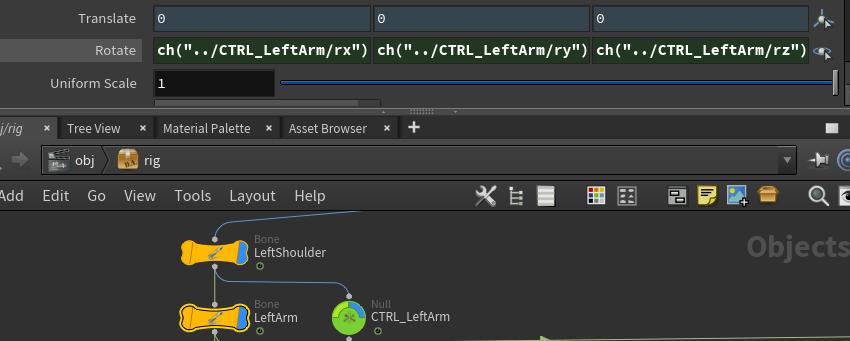 Translate 0 0 0
Rotate ch("../CTRL_LeftArm/rx") ch("../CTRL_LeftArm/ry") ch("../CTRL_LeftArm/rz")
Uniform Scale 1
j/rig × Tree View × Material Palette × Asset Browser × +
obj rig
Add Edit Go View Tools Layout Help
Objects
Bone
LeftShoulder
Bone
LeftArm
Null
CTRL_LeftArm